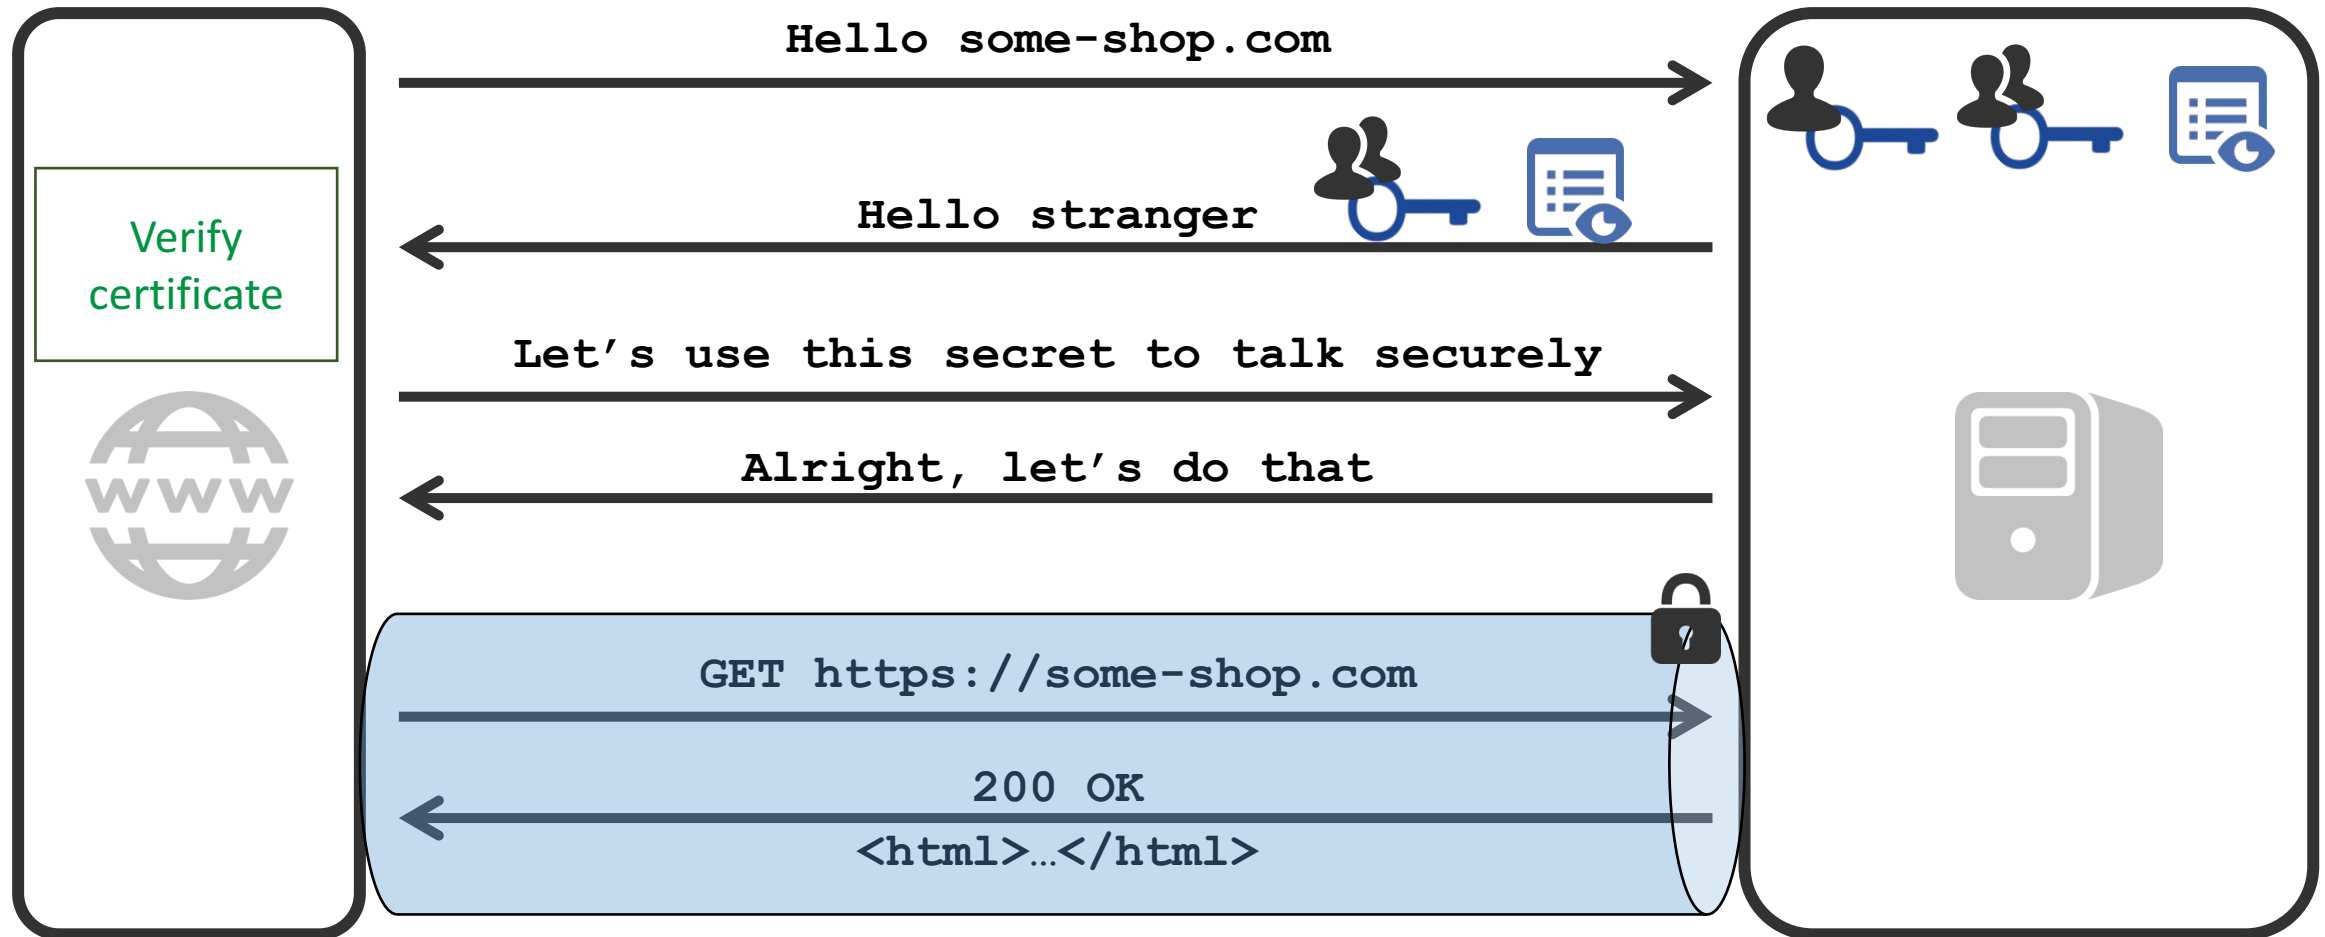 Hello some-shop.com
Hello stranger
Verify
certificate
Let’s use this secret to talk securely
Alright, let’s do that
www
GET https://some-shop.com
200 OK
<html>…</html>